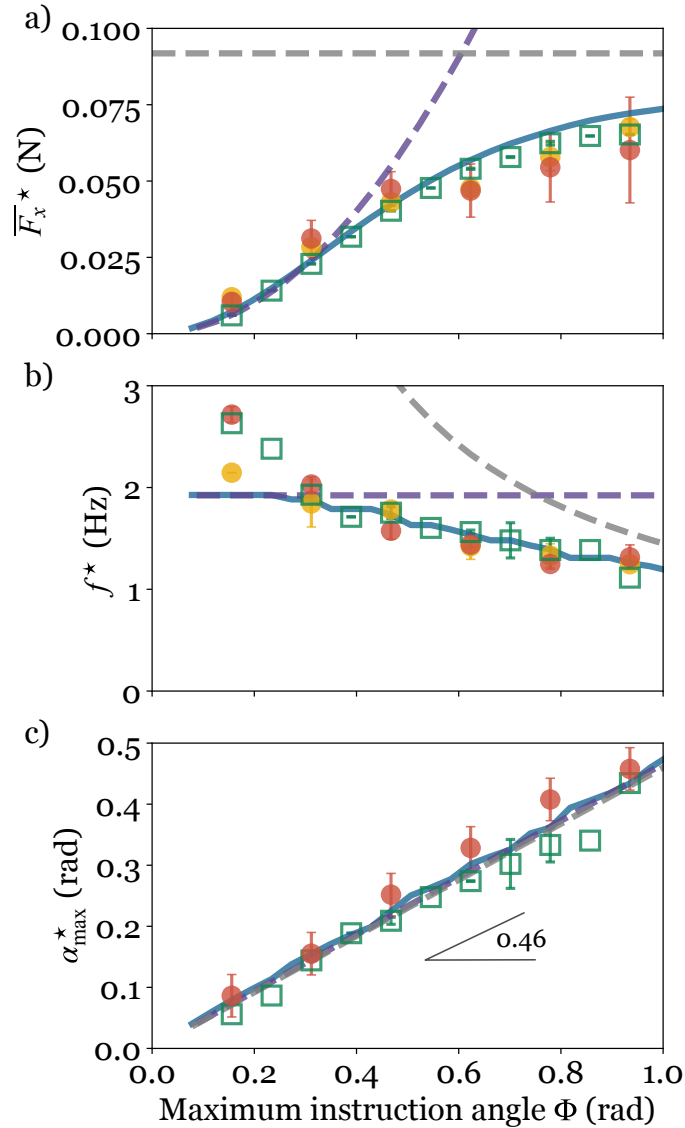 a)
0.100
0.075
0.050
0.025
0.000
F̅ₓ⋆ (N)
b)
3
2
1
0
f⋆ (Hz)
c)
0.5
0.4
0.3
0.2
0.1
0.0
α⋆max (rad)
0.46
0.0 0.2 0.4 0.6 0.8 1.0
Maximum instruction angle Φ (rad)